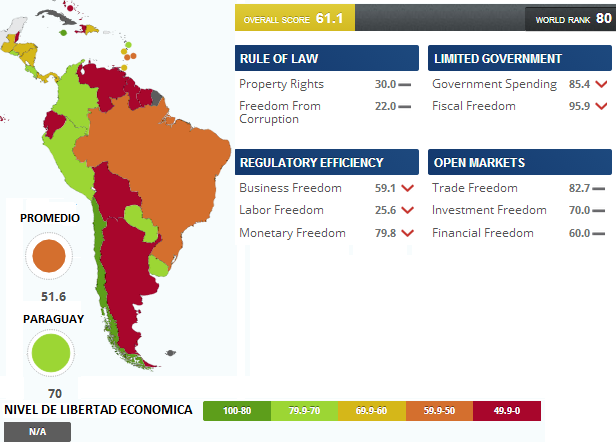 OVERALL SCORE 61.1
WORLD RANK 80
RULE OF LAW
Property Rights 30.0
Freedom From
Corruption 22.0
LIMITED GOVERNMENT
Government Spending 85.4
Fiscal Freedom 95.9
REGULATORY EFFICIENCY
Business Freedom 59.1
Labor Freedom 25.6
Monetary Freedom 79.8
OPEN MARKETS
Trade Freedom 82.7
Investment Freedom 70.0
Financial Freedom 60.0
PROMEDIO
51.6
PARAGUAY
70
NIVEL DE LIBERTAD ECONOMICA
100-80 79.9-70 69.9-60 59.9-50 49.9-0
N/A